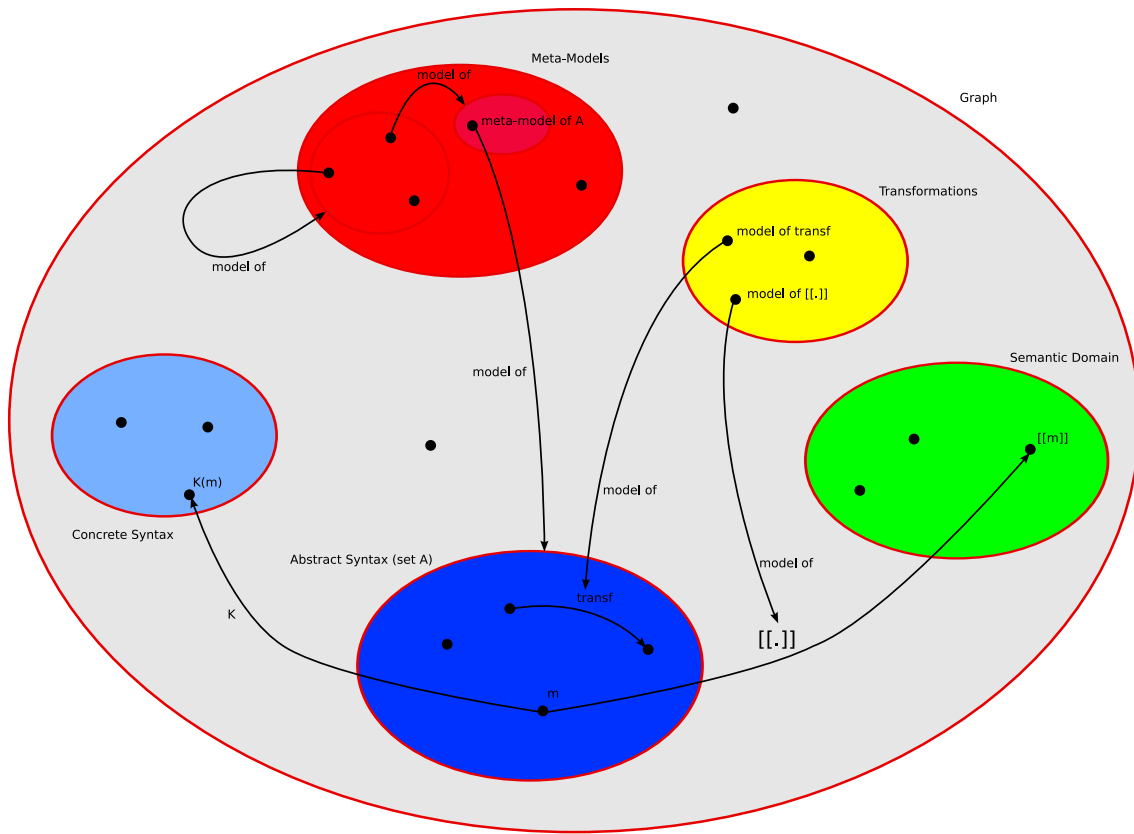 Meta-Models
model of
Graph
meta-model of A
Transformations
model of transf
model of
model of [[.]]
Semantic Domain
model of
[[m]]
K(m)
model of
Concrete Syntax
Abstract Syntax (set A)
model of
transf
K
[[.]]
m